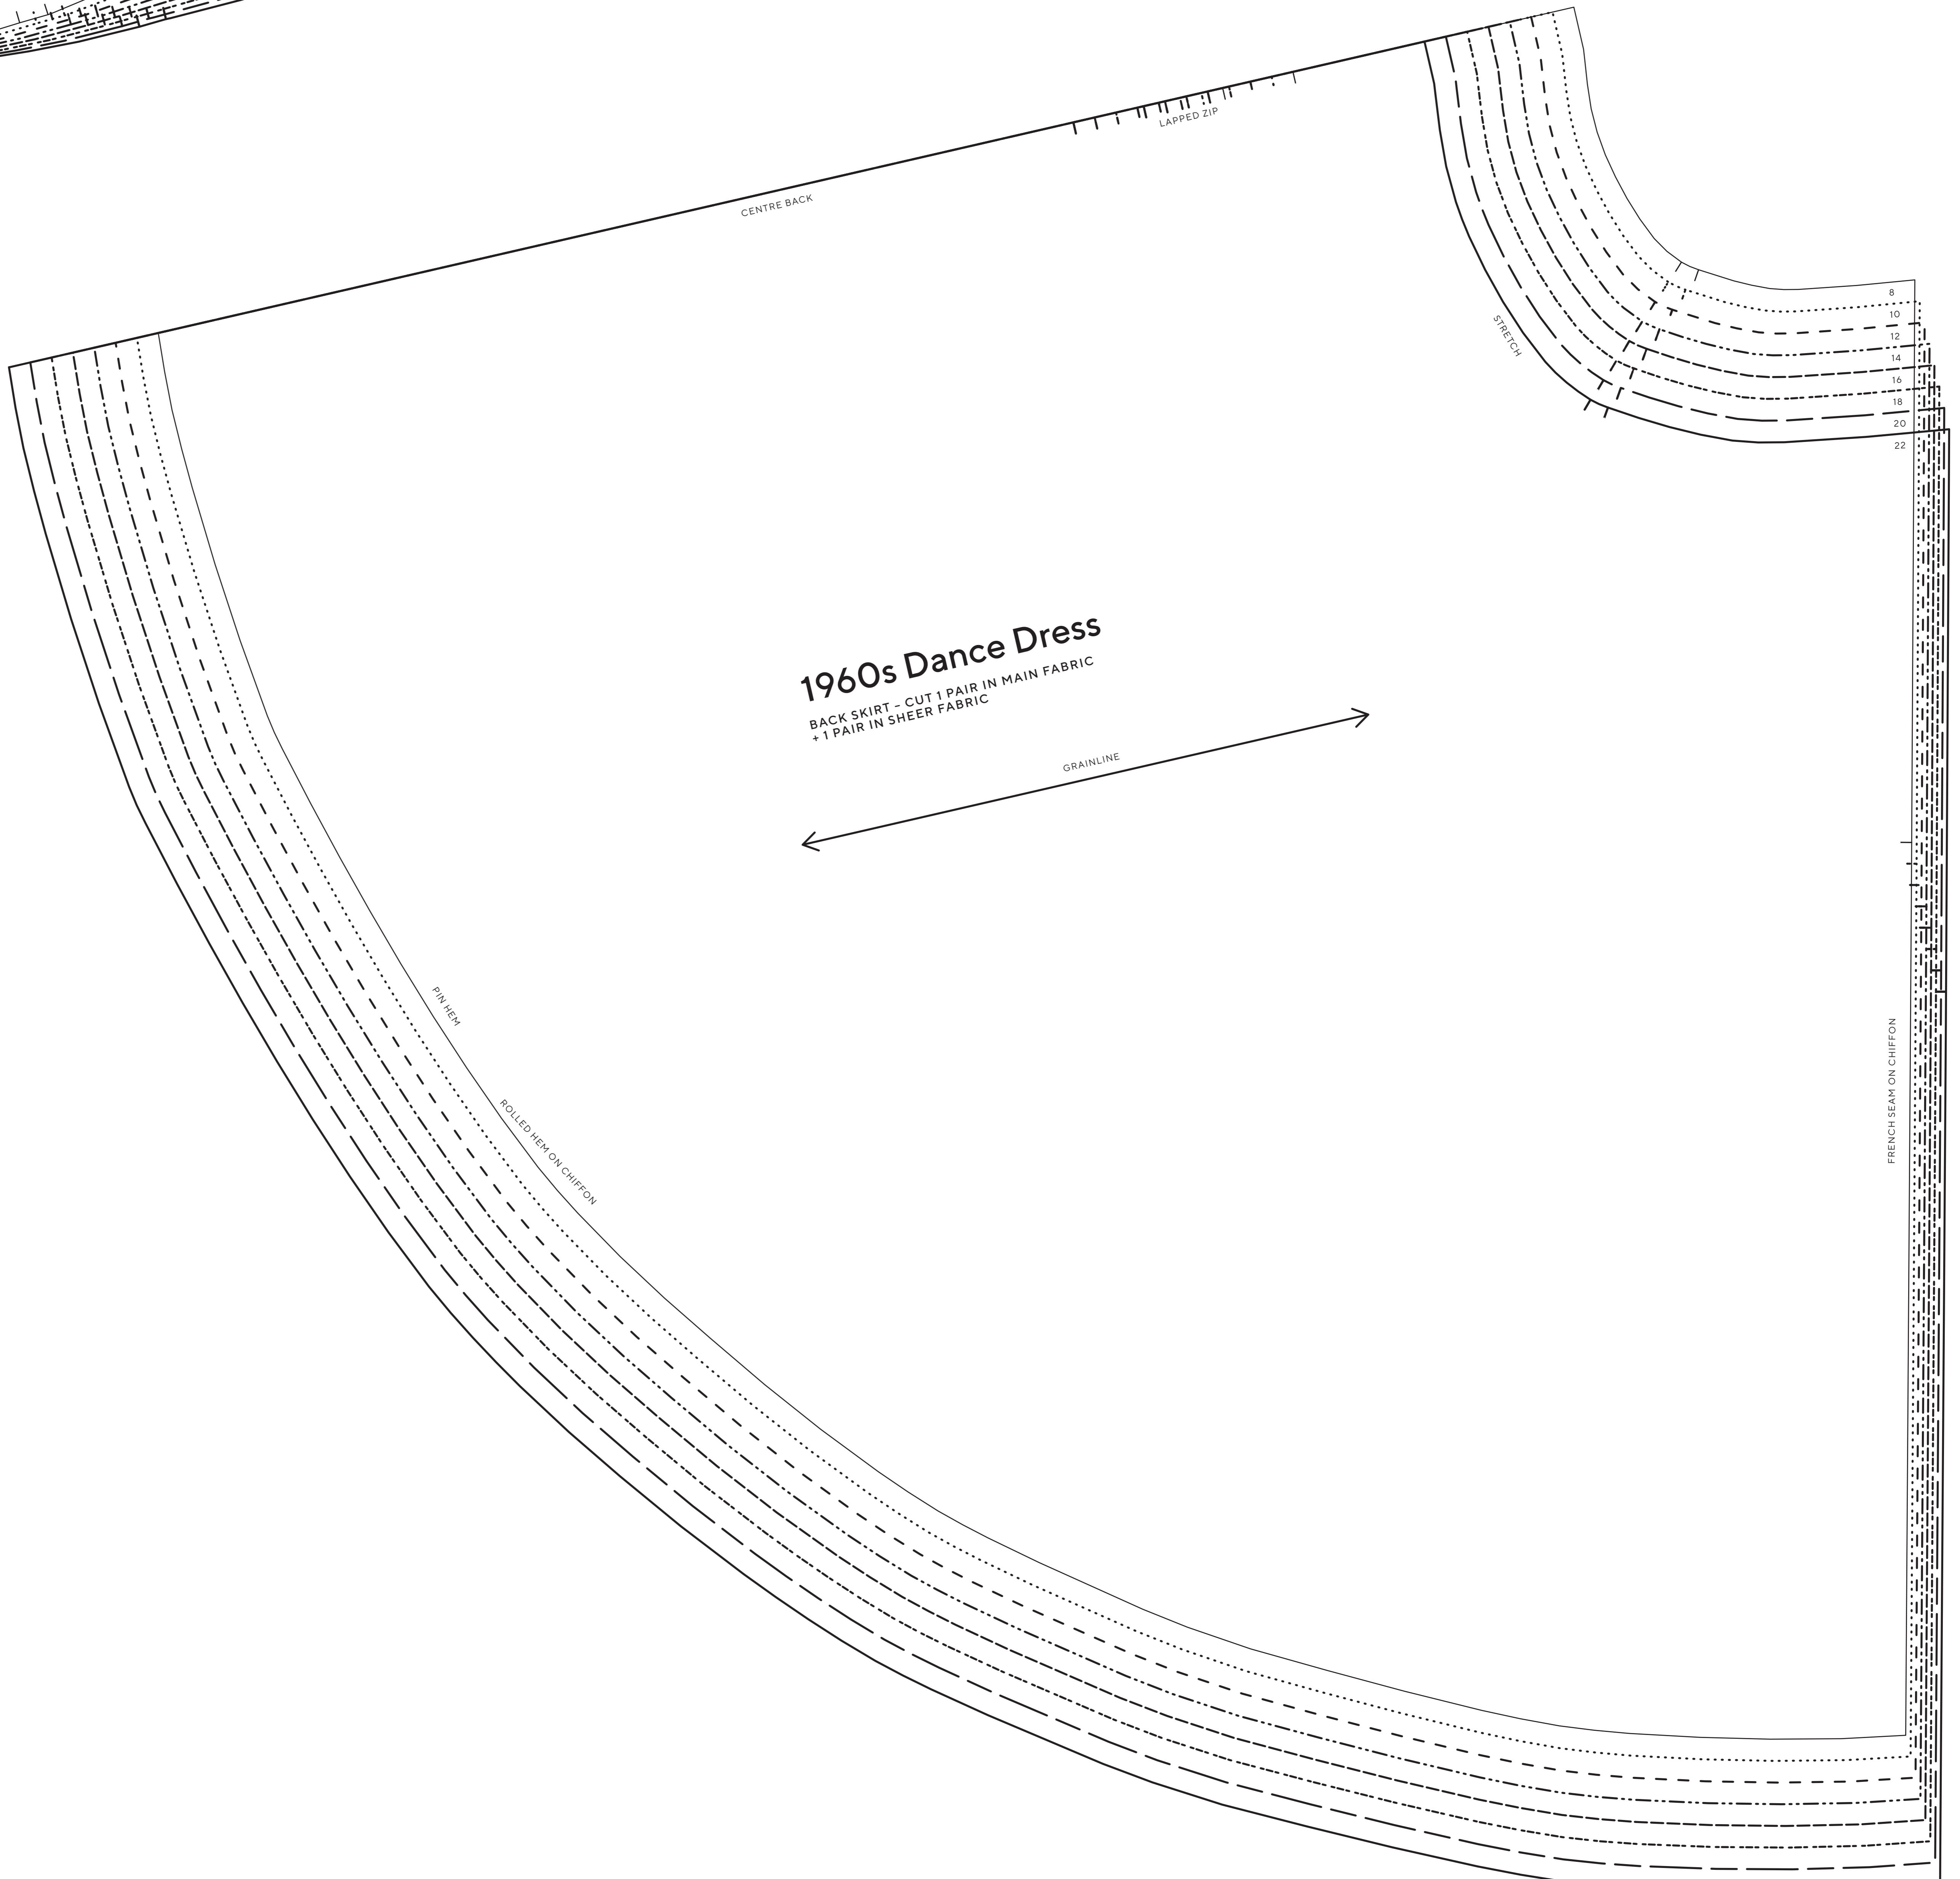 LAPPED ZIP
CENTRE BACK
8
10
12
14
16
18
20
22
STRETCH
1960s Dance Dress
BACK SKIRT – CUT 1 PAIR IN MAIN FABRIC
+ 1 PAIR IN SHEER FABRIC
GRAINLINE
PIN HEM
ROLLED HEM ON CHIFFON
FRENCH SEAM ON CHIFFON